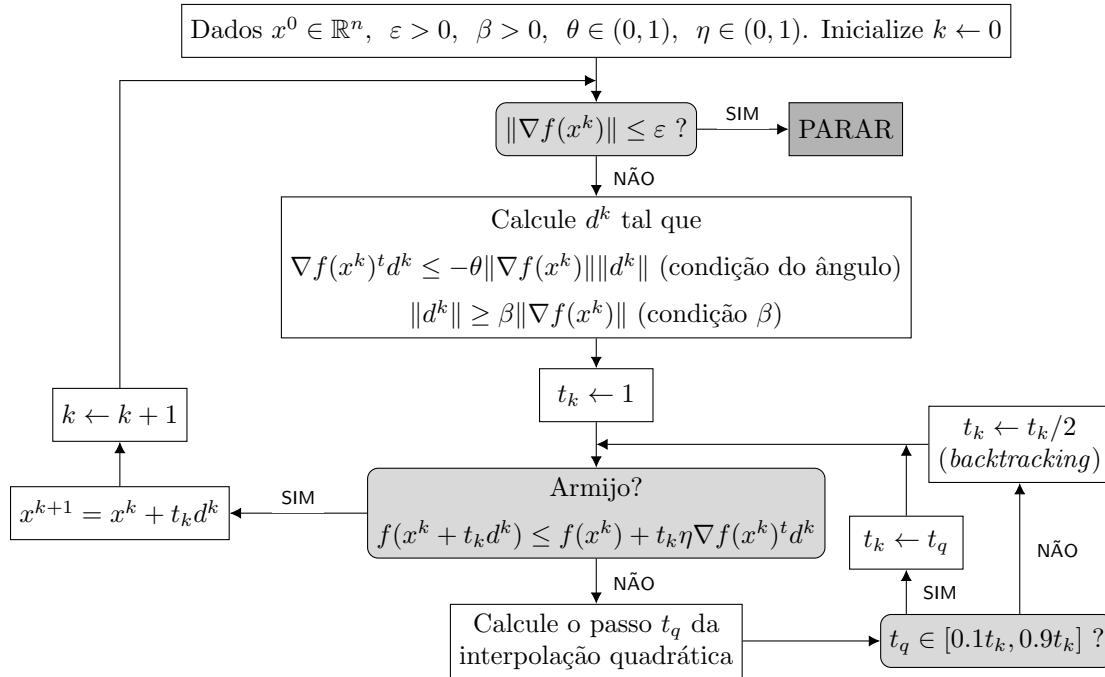 Dados x^0 ∈ ℝ^n, ε > 0, β > 0, θ ∈ (0, 1), η ∈ (0, 1). Inicialize k ← 0
‖∇f(x^k)‖ ≤ ε ?
SIM
PARAR
NÃO
Calcule d^k tal que
∇f(x^k)^t d^k ≤ −θ‖∇f(x^k)‖‖d^k‖ (condição do ângulo)
‖d^k‖ ≥ β‖∇f(x^k)‖ (condição β)
t_k ← 1
k ← k + 1
t_k ← t_k/2
(backtracking)
Armijo?
f(x^k + t_k d^k) ≤ f(x^k) + t_k η∇f(x^k)^t d^k
SIM
x^{k+1} = x^k + t_k d^k
t_k ← t_q
NÃO
NÃO
SIM
Calcule o passo t_q da
interpolação quadrática
t_q ∈ [0.1t_k, 0.9t_k] ?